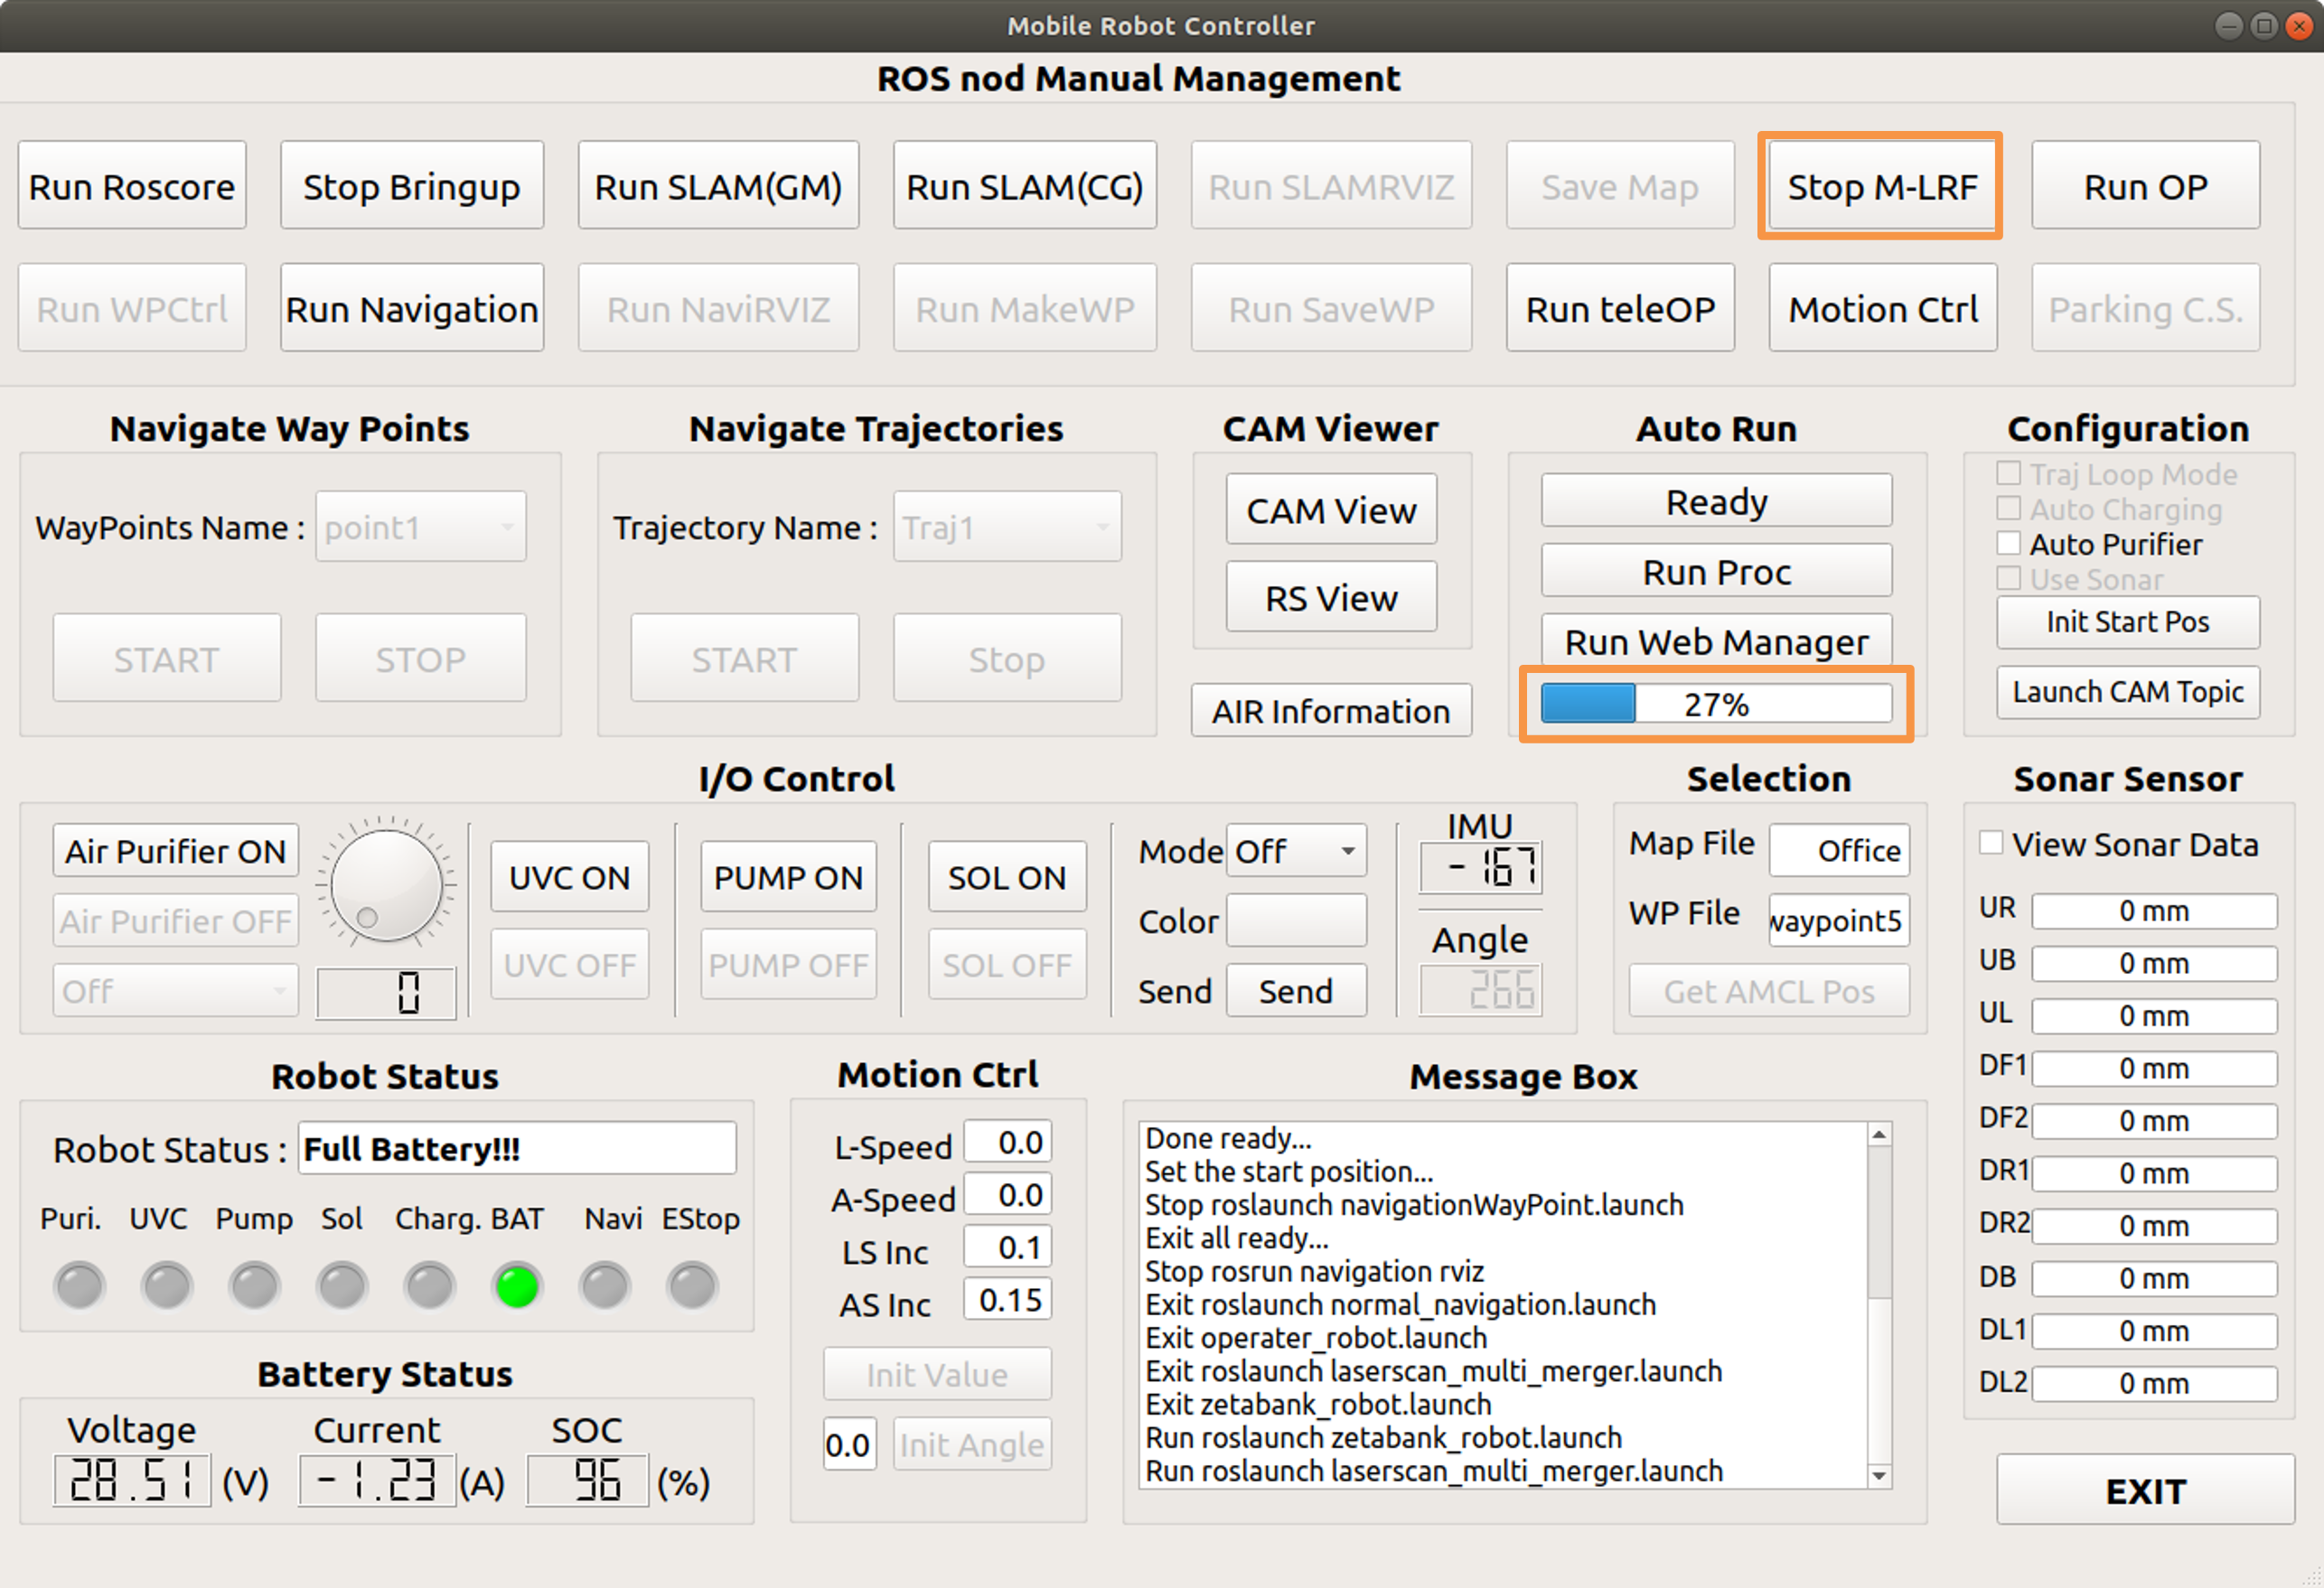 Mobile Robot Controller
ROS nod Manual Management
Run Roscore Stop Bringup Run SLAM(GM) Run SLAM(CG) Run SLAMRVIZ Save Map Stop M-LRF Run OP
Run WPCtrl Run Navigation Run NaviRVIZ Run MakeWP Run SaveWP Run teleOP Motion Ctrl Parking C.S.
Navigate Way Points
WayPoints Name : point1
START STOP
Navigate Trajectories
Trajectory Name : Traj1
START Stop
CAM Viewer
CAM View
RS View
AIR Information
Auto Run
Ready
Run Proc
Run Web Manager
27%
Configuration
Traj Loop Mode
Auto Charging
Auto Purifier
Use Sonar
Init Start Pos
Launch CAM Topic
I/O Control
Air Purifier ON
Air Purifier OFF
Off
0
UVC ON
UVC OFF
PUMP ON
PUMP OFF
SOL ON
SOL OFF
Mode Off
Color
Send Send
IMU
-167
Angle
266
Selection
Map File Office
WP File waypoint5
Get AMCL Pos
Sonar Sensor
View Sonar Data
UR 0 mm
UB 0 mm
UL 0 mm
DF1 0 mm
DF2 0 mm
DR1 0 mm
DR2 0 mm
DB 0 mm
DL1 0 mm
DL2 0 mm
Robot Status
Robot Status : Full Battery!!!
Puri. UVC Pump Sol Charg. BAT Navi EStop
Battery Status
Voltage Current SOC
28.51 (V) -1.23 (A) 96 (%)
Motion Ctrl
L-Speed 0.0
A-Speed 0.0
LS Inc 0.1
AS Inc 0.15
Init Value
0.0 Init Angle
Message Box
Done ready...
Set the start position...
Stop roslaunch navigationWayPoint.launch
Exit all ready...
Stop rosrun navigation rviz
Exit roslaunch normal_navigation.launch
Exit operater_robot.launch
Exit roslaunch laserscan_multi_merger.launch
Exit zetabank_robot.launch
Run roslaunch zetabank_robot.launch
Run roslaunch laserscan_multi_merger.launch
EXIT